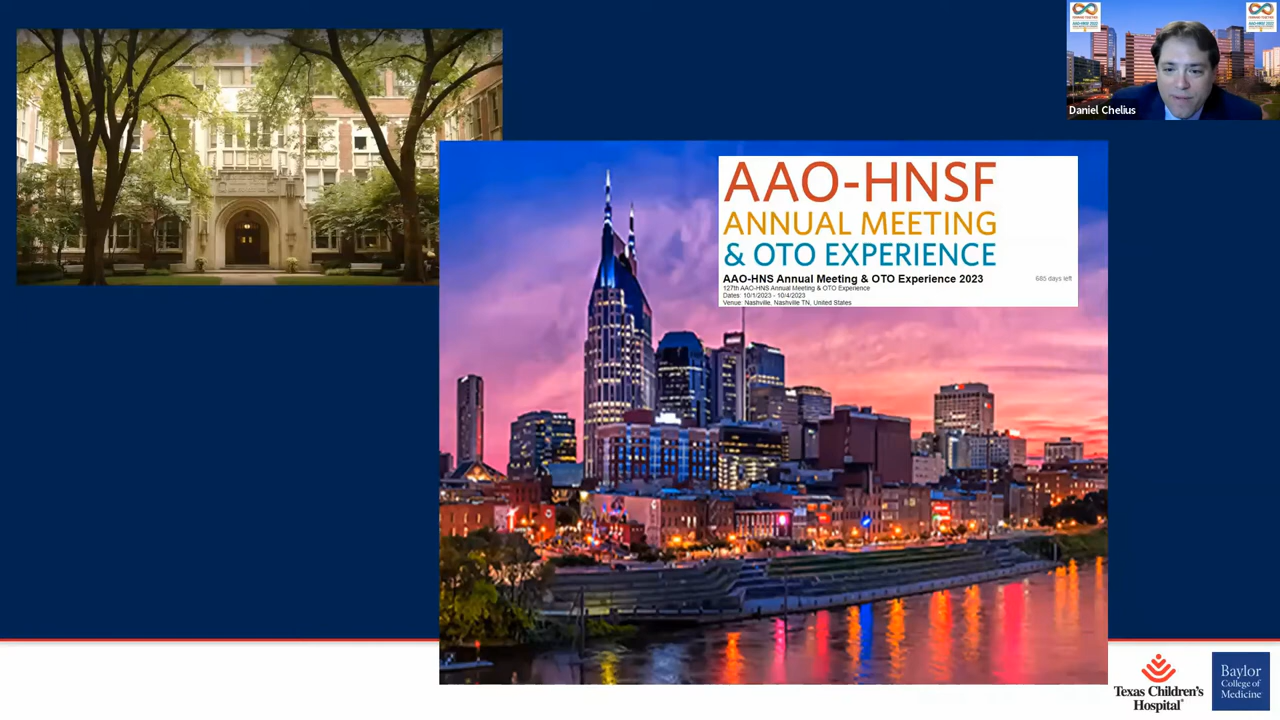 Daniel Chelius
AAO-HNSF
ANNUAL MEETING
& OTO EXPERIENCE
AAO-HNS Annual Meeting & OTO Experience 2023
685 days left
127th AAO-HNS Annual Meeting & OTO Experience
Dates: 10/1/2023 - 10/4/2023
Venue: Nashville, Nashville TN, United States
Texas Children's
Hospital®
Baylor
College of
Medicine